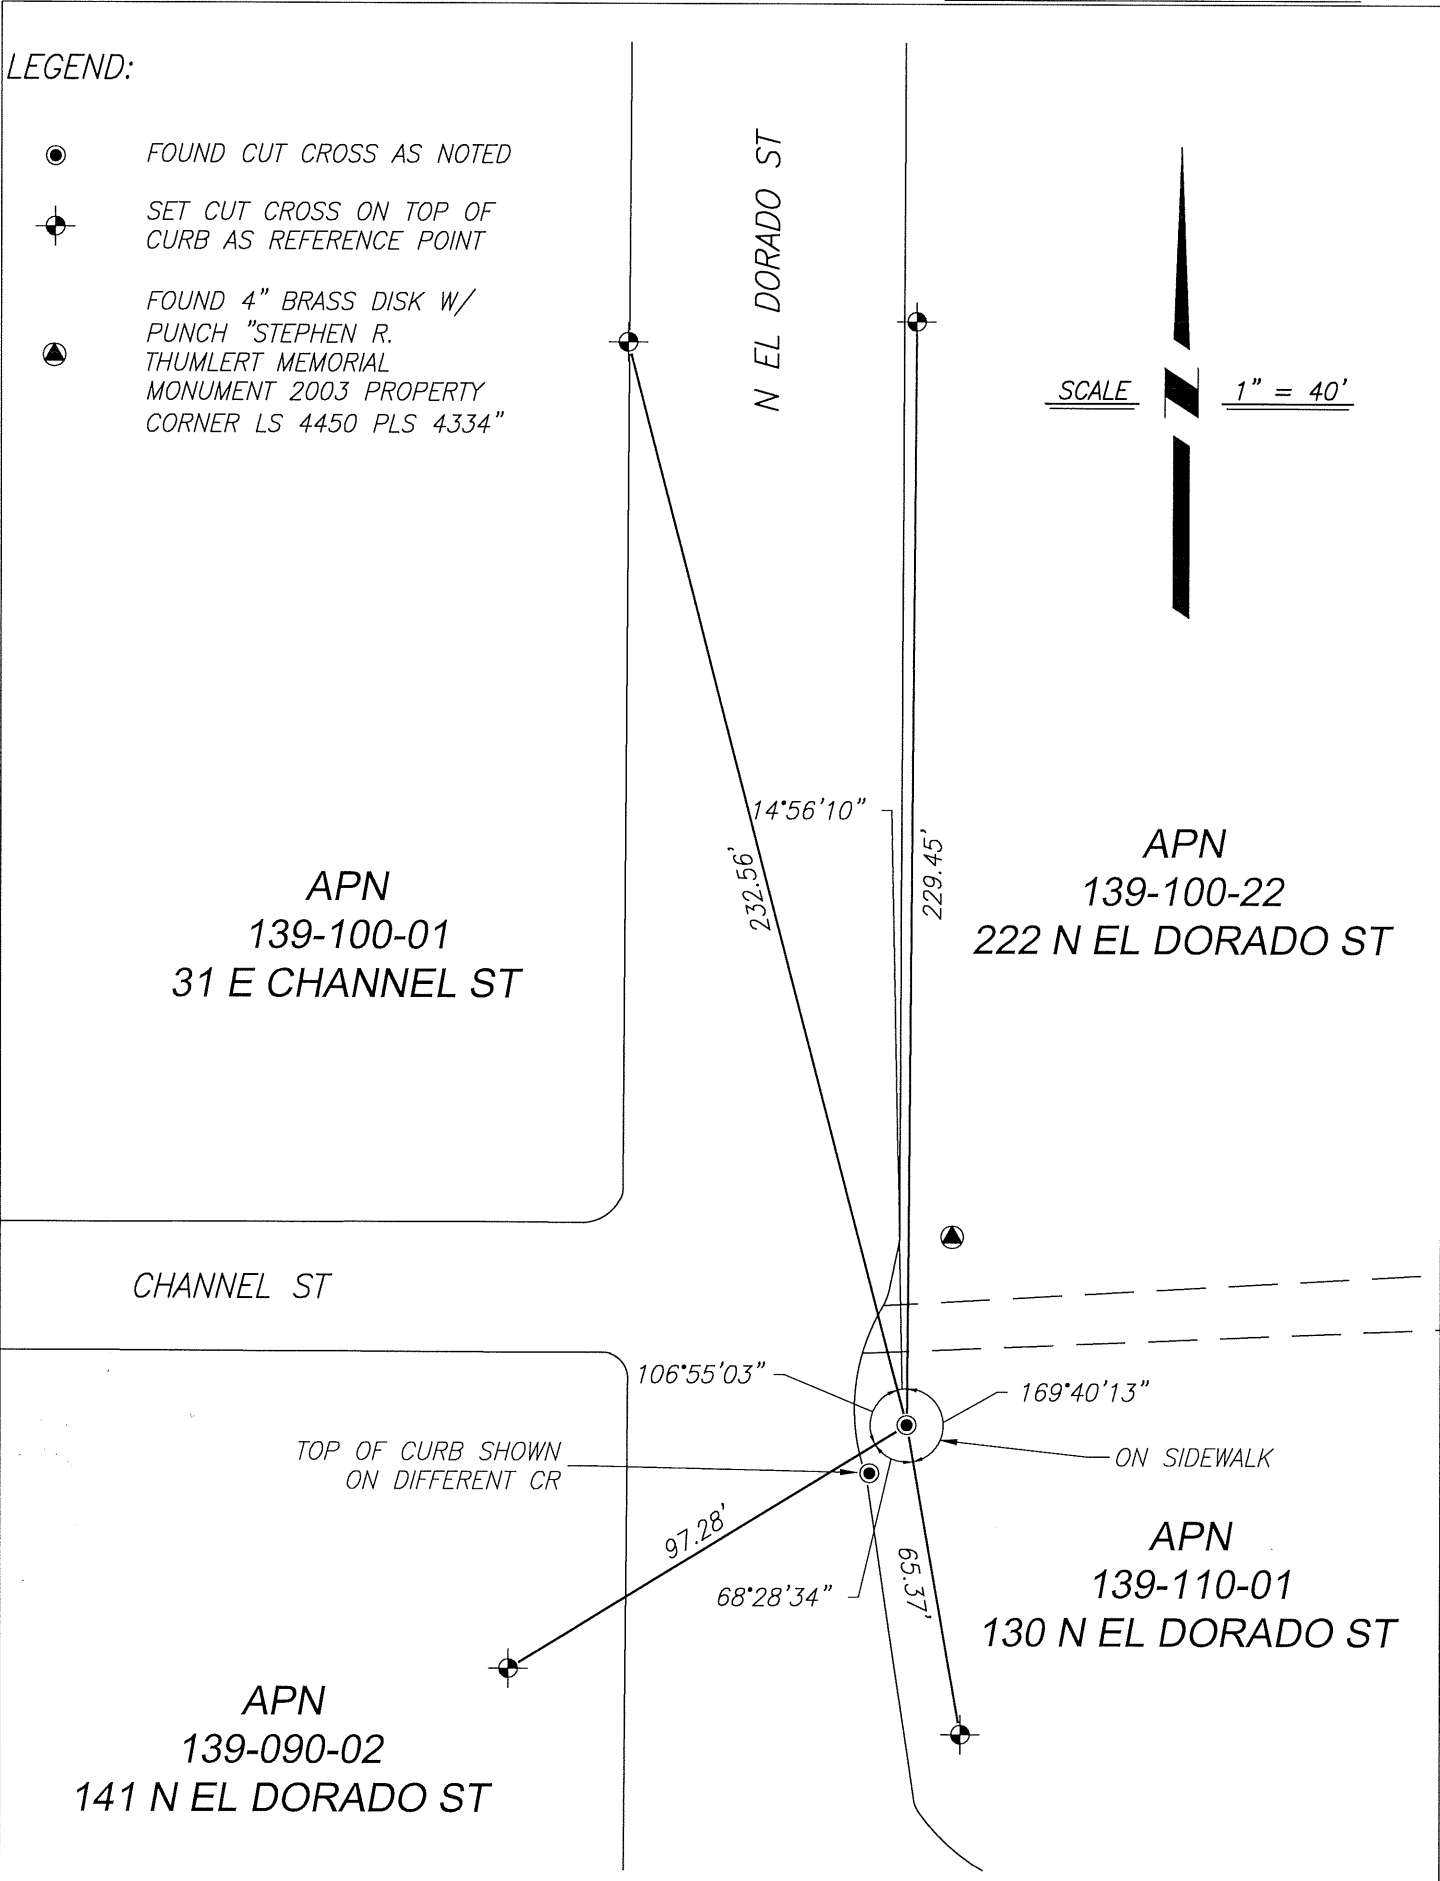 LEGEND:
FOUND CUT CROSS AS NOTED
SET CUT CROSS ON TOP OF
CURB AS REFERENCE POINT
FOUND 4" BRASS DISK W/
PUNCH "STEPHEN R.
THUMLERT MEMORIAL
MONUMENT 2003 PROPERTY
CORNER LS 4450 PLS 4334"
N EL DORADO ST
SCALE
1" = 40'
14°56'10"
232.56'
229.45'
APN
139-100-01
31 E CHANNEL ST
APN
139-100-22
222 N EL DORADO ST
CHANNEL ST
106°55'03"
169°40'13"
TOP OF CURB SHOWN
ON DIFFERENT CR
ON SIDEWALK
97.28'
65.37'
68°28'34"
APN
139-110-01
130 N EL DORADO ST
APN
139-090-02
141 N EL DORADO ST